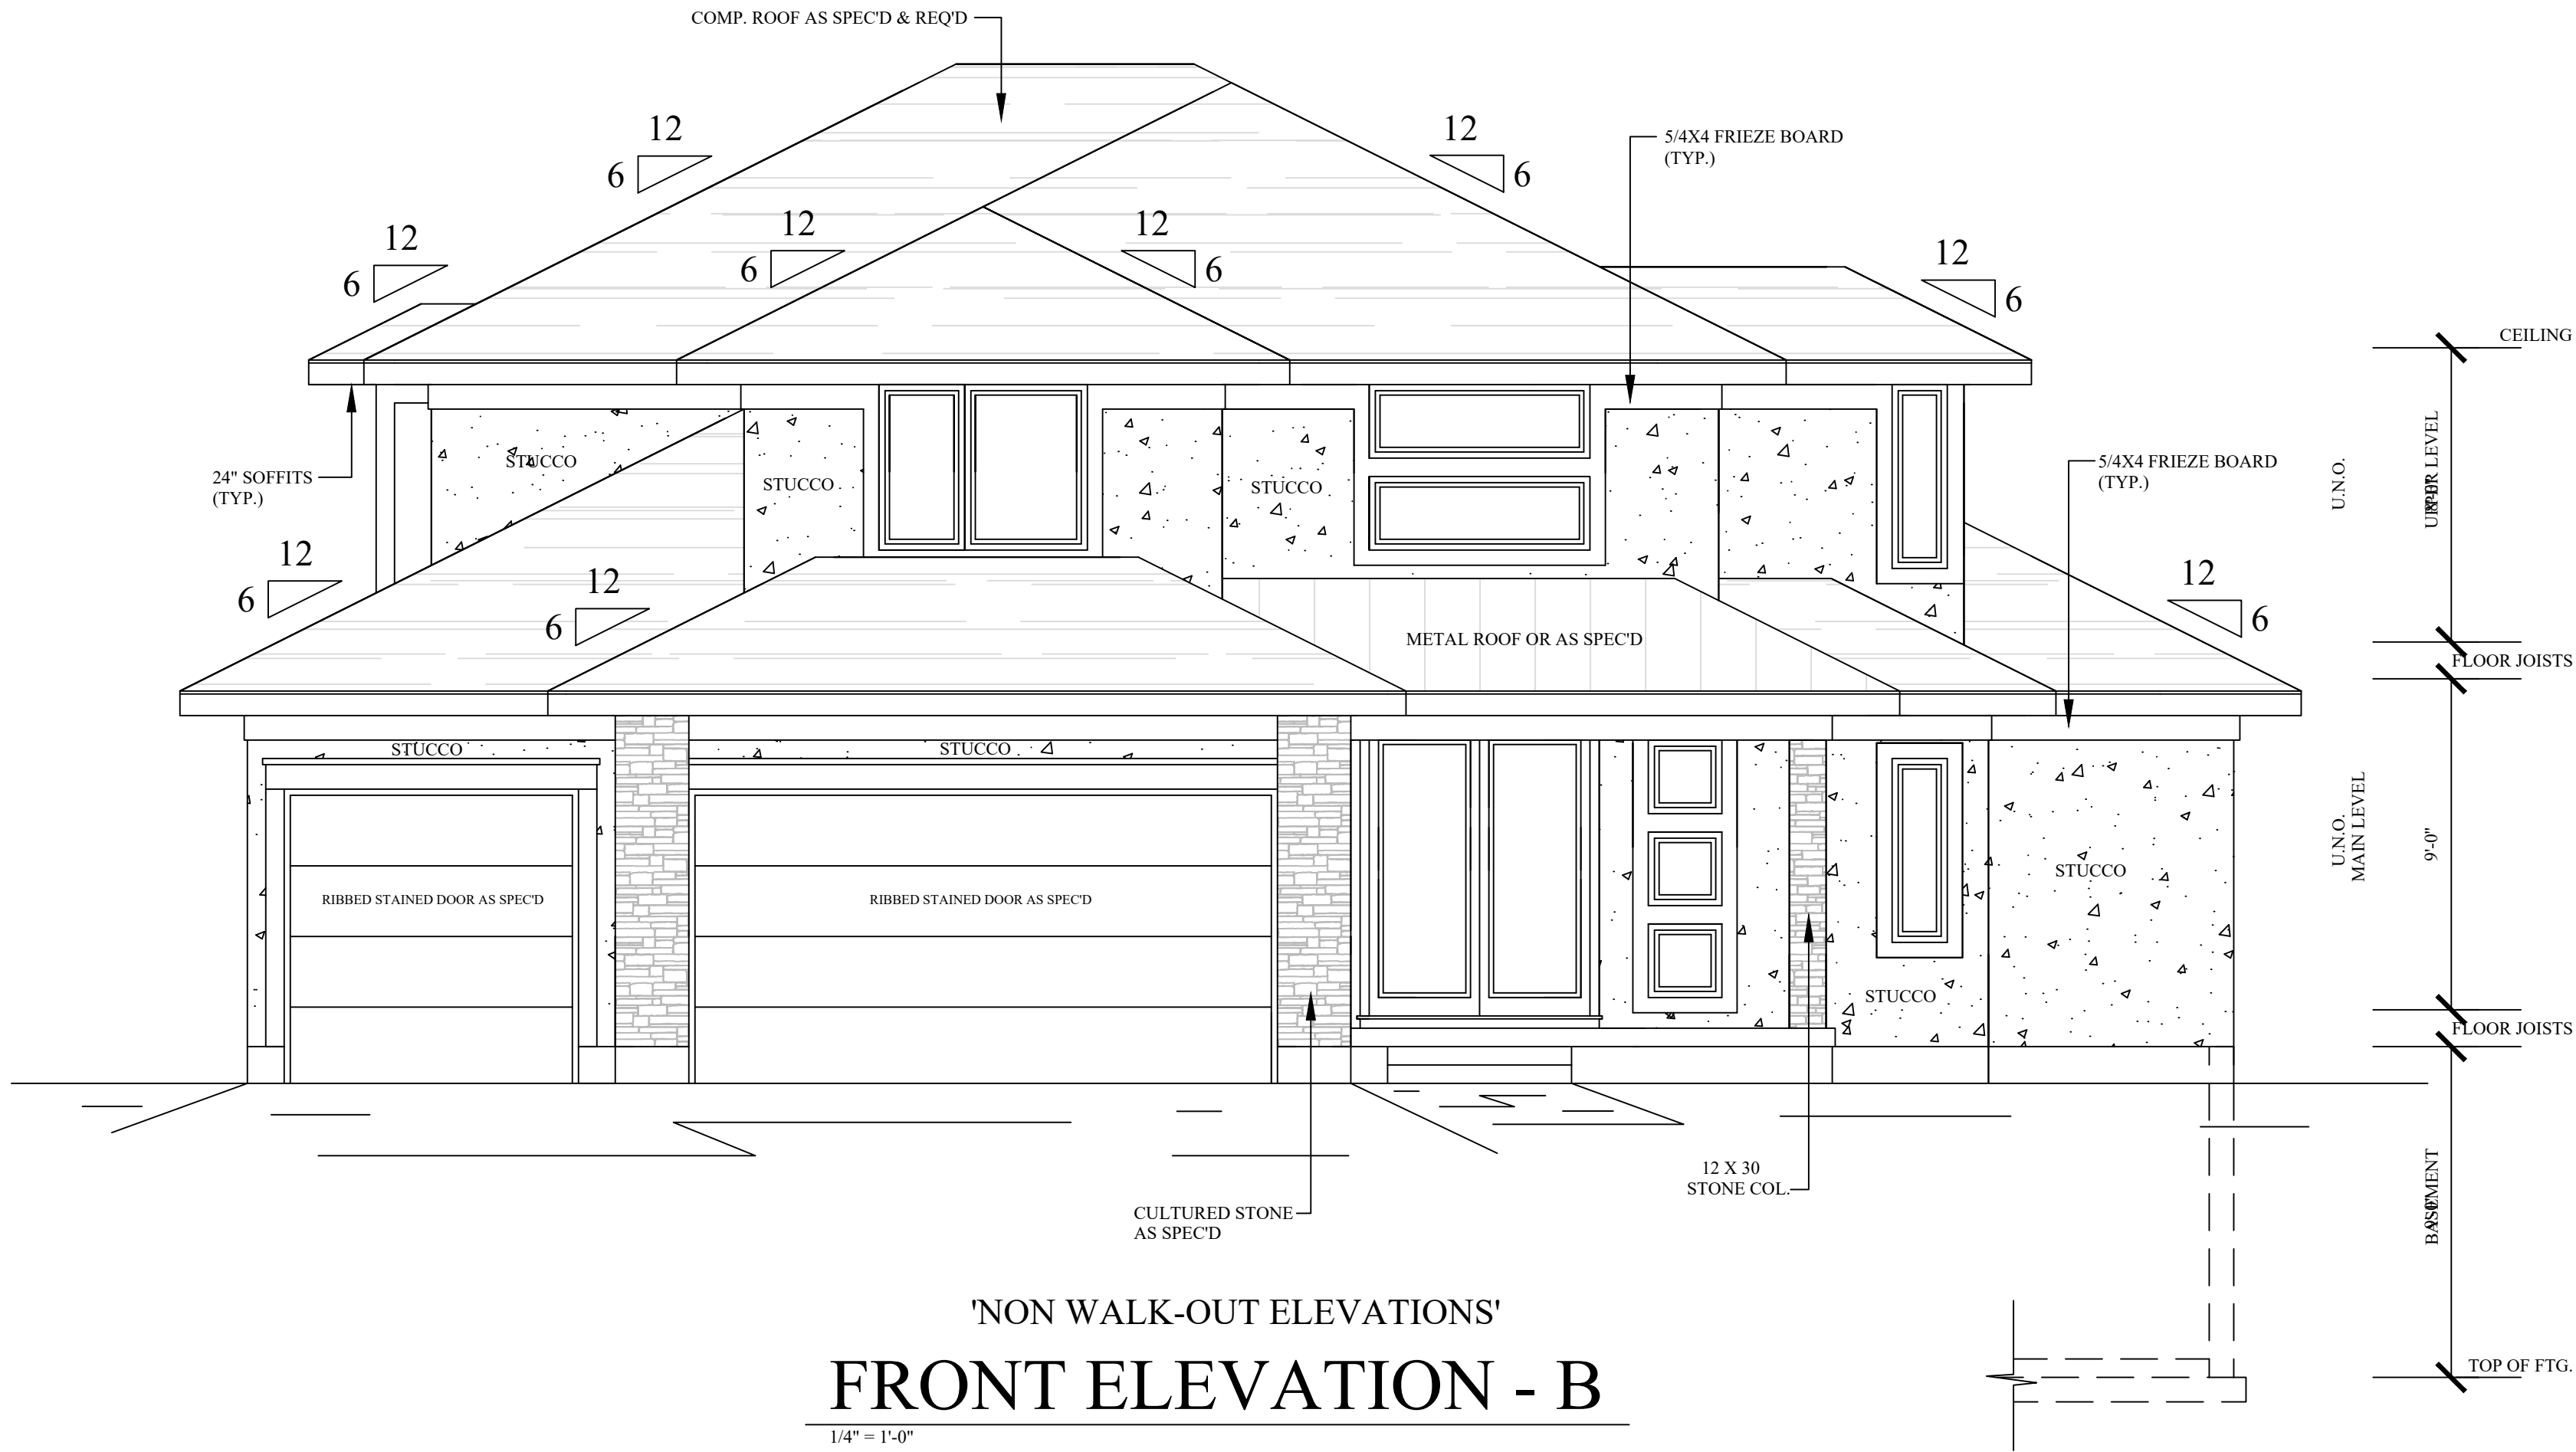 COMP. ROOF AS SPEC'D & REQ'D
12
6
12
6
5/4X4 FRIEZE BOARD
(TYP.)
12
6
12
6
12
6
12
6
CEILING
24" SOFFITS
(TYP.)
STUCCO
STUCCO
STUCCO
5/4X4 FRIEZE BOARD
(TYP.)
U.N.O.
UPPER LEVEL
12
6
12
6
12
6
METAL ROOF OR AS SPEC'D
FLOOR JOISTS
STUCCO
STUCCO
RIBBED STAINED DOOR AS SPEC'D
RIBBED STAINED DOOR AS SPEC'D
STUCCO
STUCCO
U.N.O.
MAIN LEVEL
9'-0"
FLOOR JOISTS
12 X 30
STONE COL.
CULTURED STONE
AS SPEC'D
BASEMENT
TOP OF FTG.
'NON WALK-OUT ELEVATIONS'
FRONT ELEVATION - B
1/4" = 1'-0"